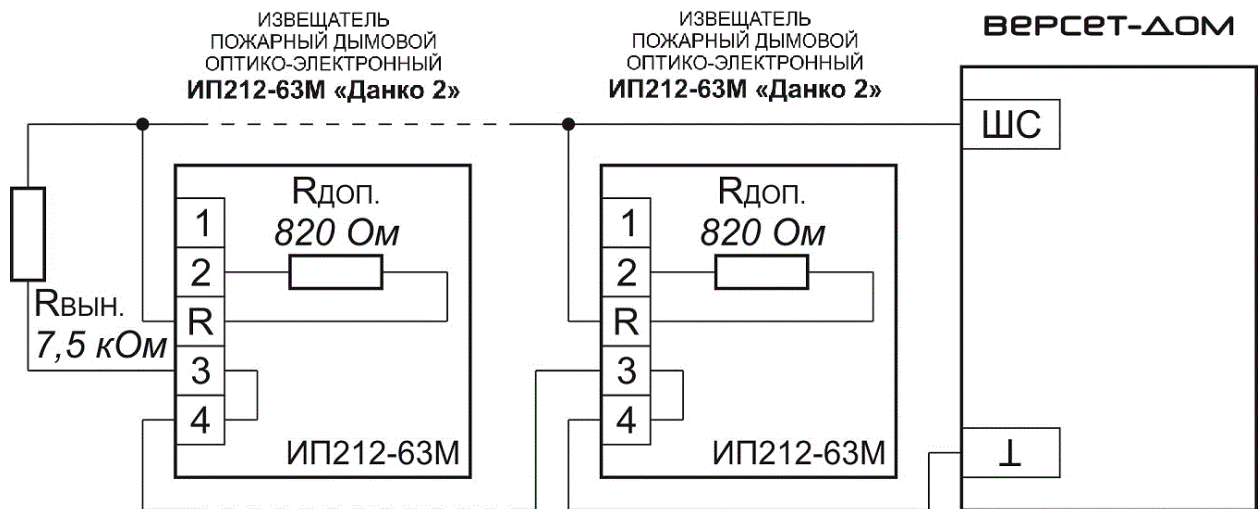 ИЗВЕЩАТЕЛЬ
ПОЖАРНЫЙ ДЫМОВОЙ
ОПТИКО-ЭЛЕКТРОННЫЙ
ИП212-63М «Данко 2»
ИЗВЕЩАТЕЛЬ
ПОЖАРНЫЙ ДЫМОВОЙ
ОПТИКО-ЭЛЕКТРОННЫЙ
ИП212-63М «Данко 2»
ВЕРСЕТ-ДОМ
ШС
Rвын.
7,5 кОм
1
2
R
3
4
Rдоп.
820 Ом
ИП212-63М
1
2
R
3
4
Rдоп.
820 Ом
ИП212-63М
⊥